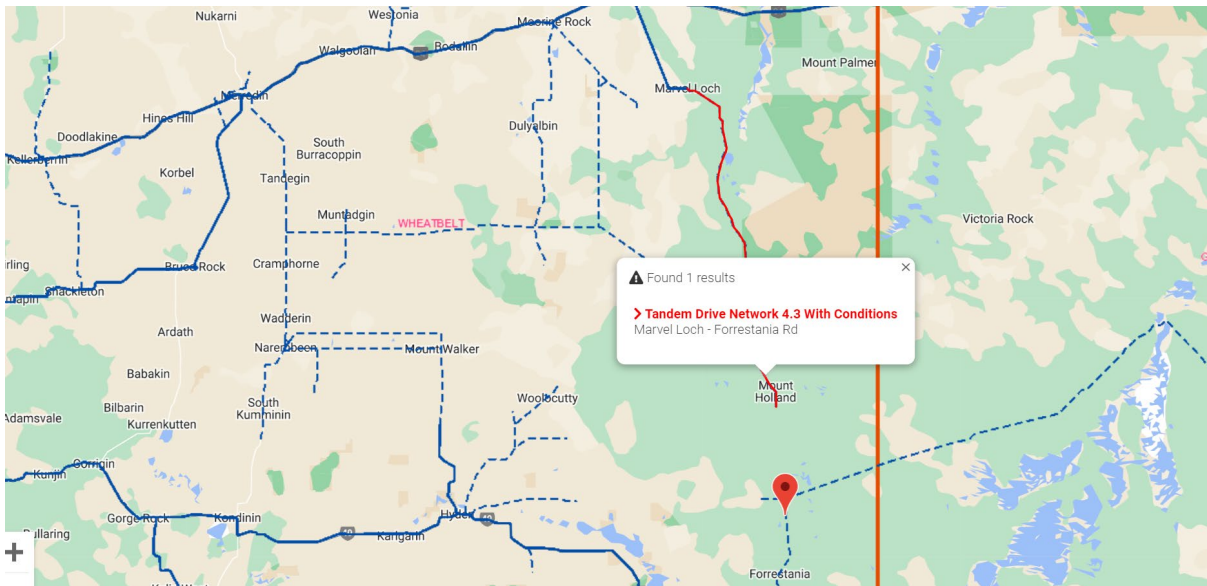 Nukarni
Westonia
Moorine Rock
Walgoolan
Bodallin
Mount Palmer
Merredin
Marvel Loch
Hines Hill
Doodlakine
South
Burracoppin
Dulyalbin
Kellerberrin
Korbel
Tandegin
Muntadgin
WHEATBELT
Victoria Rock
Cramphorne
Bruce Rock
Shackleton
Found 1 results
Tandem Drive Network 4.3 With Conditions
Marvel Loch - Forrestania Rd
Wadderin
Ardath
Narembeen
Mount Walker
Babakin
Mount
Holland
Woolocutty
Bilbarin
South
Kumminin
Adamsvale
Kurrenkutten
Corrigin
Kunjin
Gorge Rock
Kondinin
Hyden
40
40
Karlgarin
Forrestania